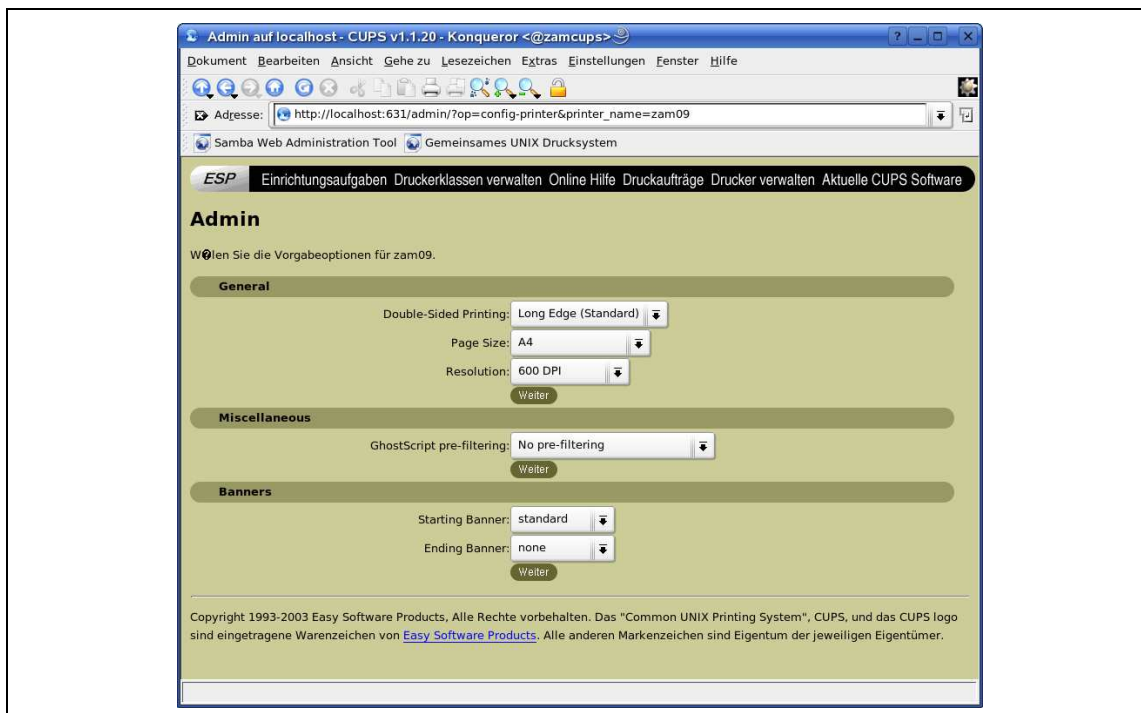 Admin auf localhost - CUPS v1.1.20 - Konqueror <@zamcups>
Dokument Bearbeiten Ansicht Gehe zu Lesezeichen Extras Einstellungen Fenster Hilfe
Adresse: http://localhost:631/admin/?op=config-printer&printer_name=zam09
Samba Web Administration Tool Gemeinsames UNIX Drucksystem
ESP Einrichtungsaufgaben Druckerklassen verwalten Online Hilfe Druckaufträge Drucker verwalten Aktuelle CUPS Software
Admin
W�len Sie die Vorgabeoptionen für zam09.
General
Double-Sided Printing: Long Edge (Standard)
Page Size: A4
Resolution: 600 DPI
Weiter
Miscellaneous
GhostScript pre-filtering: No pre-filtering
Weiter
Banners
Starting Banner: standard
Ending Banner: none
Weiter
Copyright 1993-2003 Easy Software Products, Alle Rechte vorbehalten. Das "Common UNIX Printing System", CUPS, und das CUPS logo
sind eingetragene Warenzeichen von Easy Software Products. Alle anderen Markenzeichen sind Eigentum der jeweiligen Eigentümer.